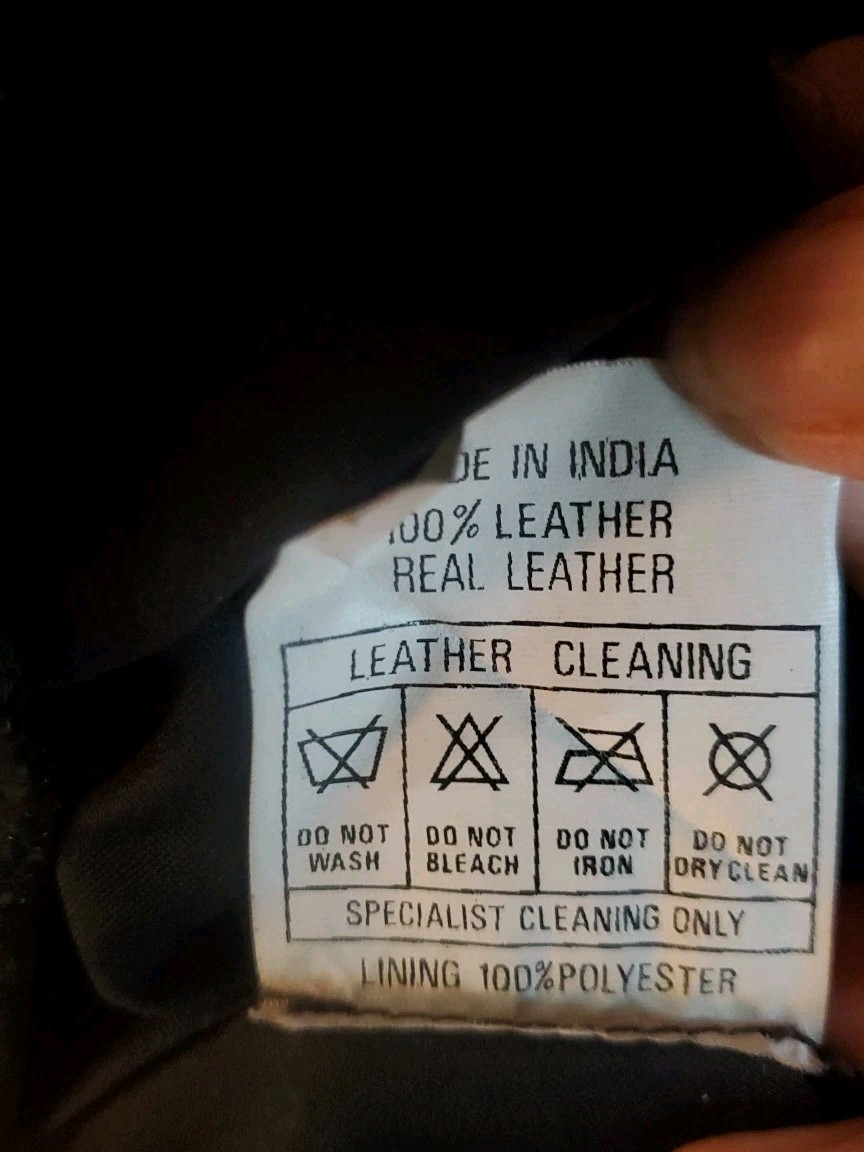 DE IN INDIA
100% LEATHER
REAL LEATHER
LEATHER CLEANING
DO NOT WASH
DO NOT BLEACH
DO NOT IRON
DO NOT DRY CLEAN
SPECIALIST CLEANING ONLY
LINING 100%POLYESTER